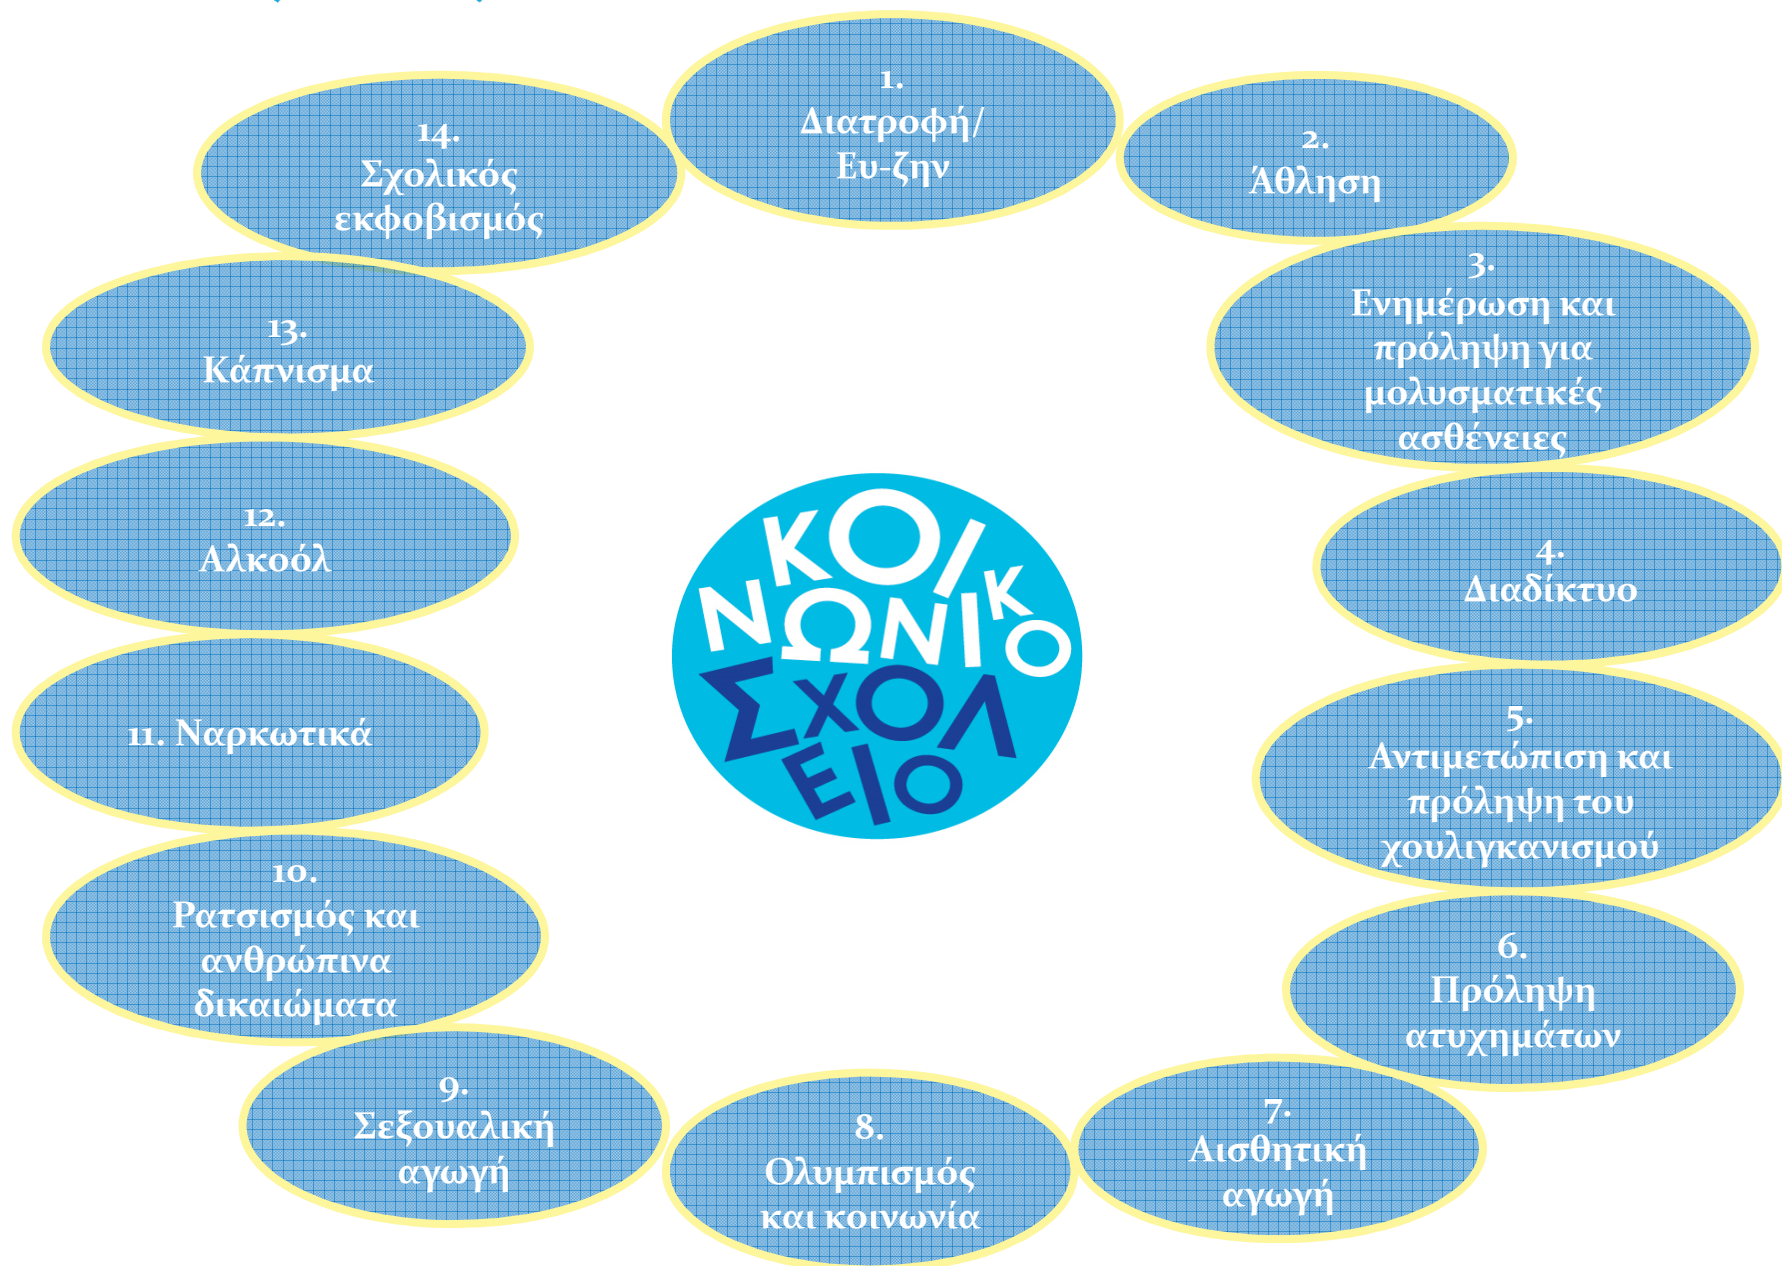 1.
Διατροφή/
Ευ-ζην
2.
Άθληση
3.
Ενημέρωση και
πρόληψη για
μολυσματικές
ασθένειες
4.
Διαδίκτυο
5.
Αντιμετώπιση και
πρόληψη του
χουλιγκανισμού
6.
Πρόληψη
ατυχημάτων
7.
Αισθητική
αγωγή
8.
Ολυμπισμός
και κοινωνία
9.
Σεξουαλική
αγωγή
10.
Ρατσισμός και
ανθρώπινα
δικαιώματα
11. Ναρκωτικά
12.
Αλκοόλ
13.
Κάπνισμα
14.
Σχολικός
εκφοβισμός
ΚΟΙ
ΝΩΝΙΚΟ
ΣΧΟΛ
ΕΙΟ